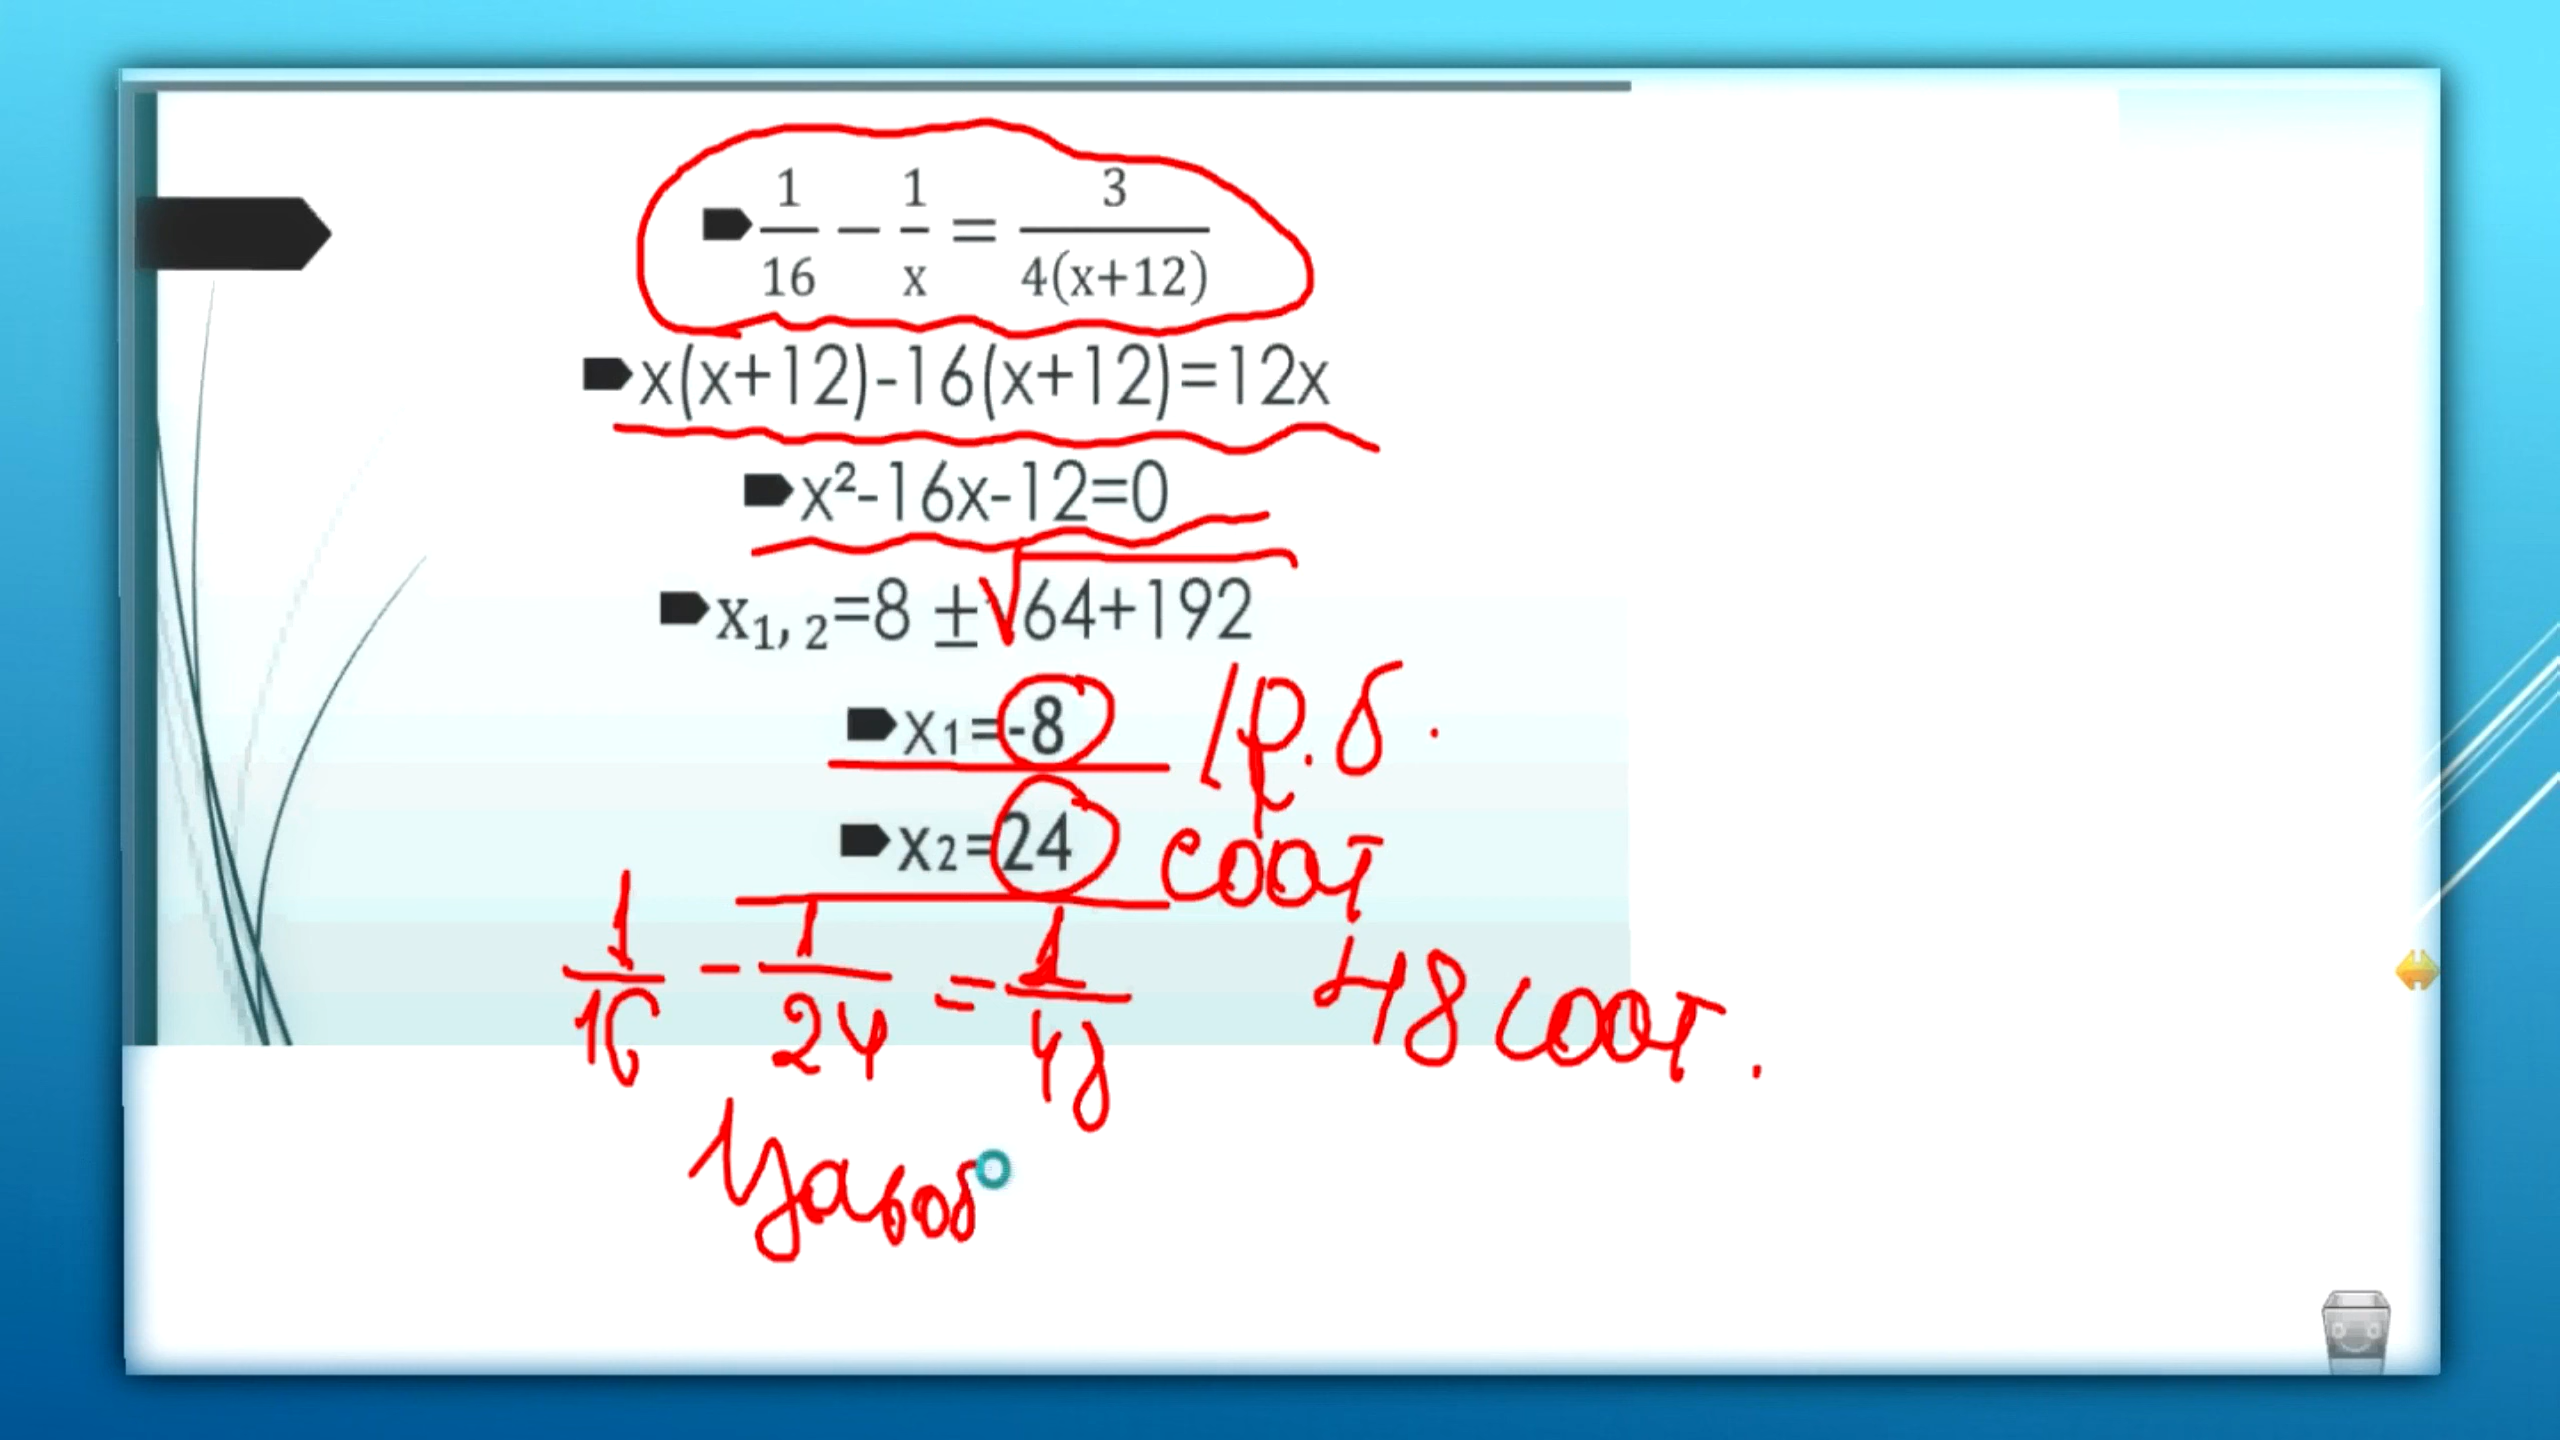 1/16 − 1/x = 3/(4(x+12))
x(x+12)-16(x+12)=12x
x²-16x-12=0
x₁, ₂=8 ±√64+192
x₁=-8
x₂=24 соат
1/16 - 1/24 = 1/48 48 соат.